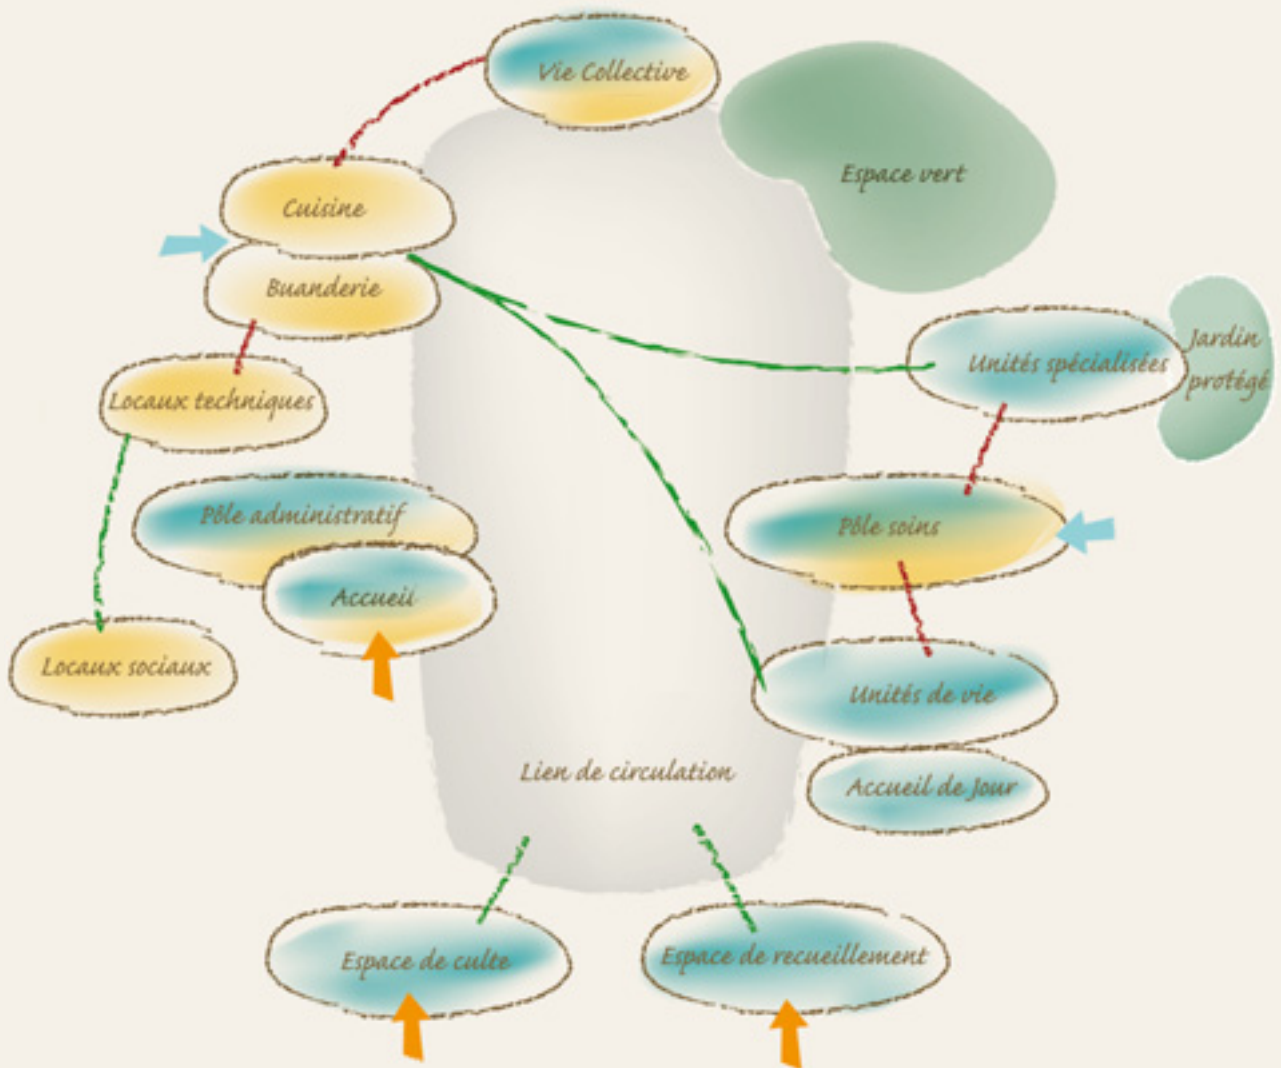 Vie Collective
Espace vert
Cuisine
Buanderie
Unités spécialisées
Jardin
protégé
Locaux techniques
Pôle administratif
Pôle soins
Accueil
Locaux sociaux
Unités de vie
Lien de circulation
Accueil de Jour
Espace de culte
Espace de recueillement